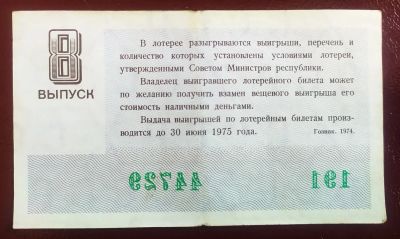 8
ВЫПУСК
В лотерее разыгрываются выигрыши, перечень и
количество которых установлены условиями лотереи,
утвержденными Советом Министров республики.
Владелец выигравшего лотерейного билета может
по желанию получить взамен вещевого выигрыша его
стоимость наличными деньгами.
Выдача выигрышей по лотерейным билетам произ-
водится до 30 июня 1975 года.
Гознак. 1974.
44729
191